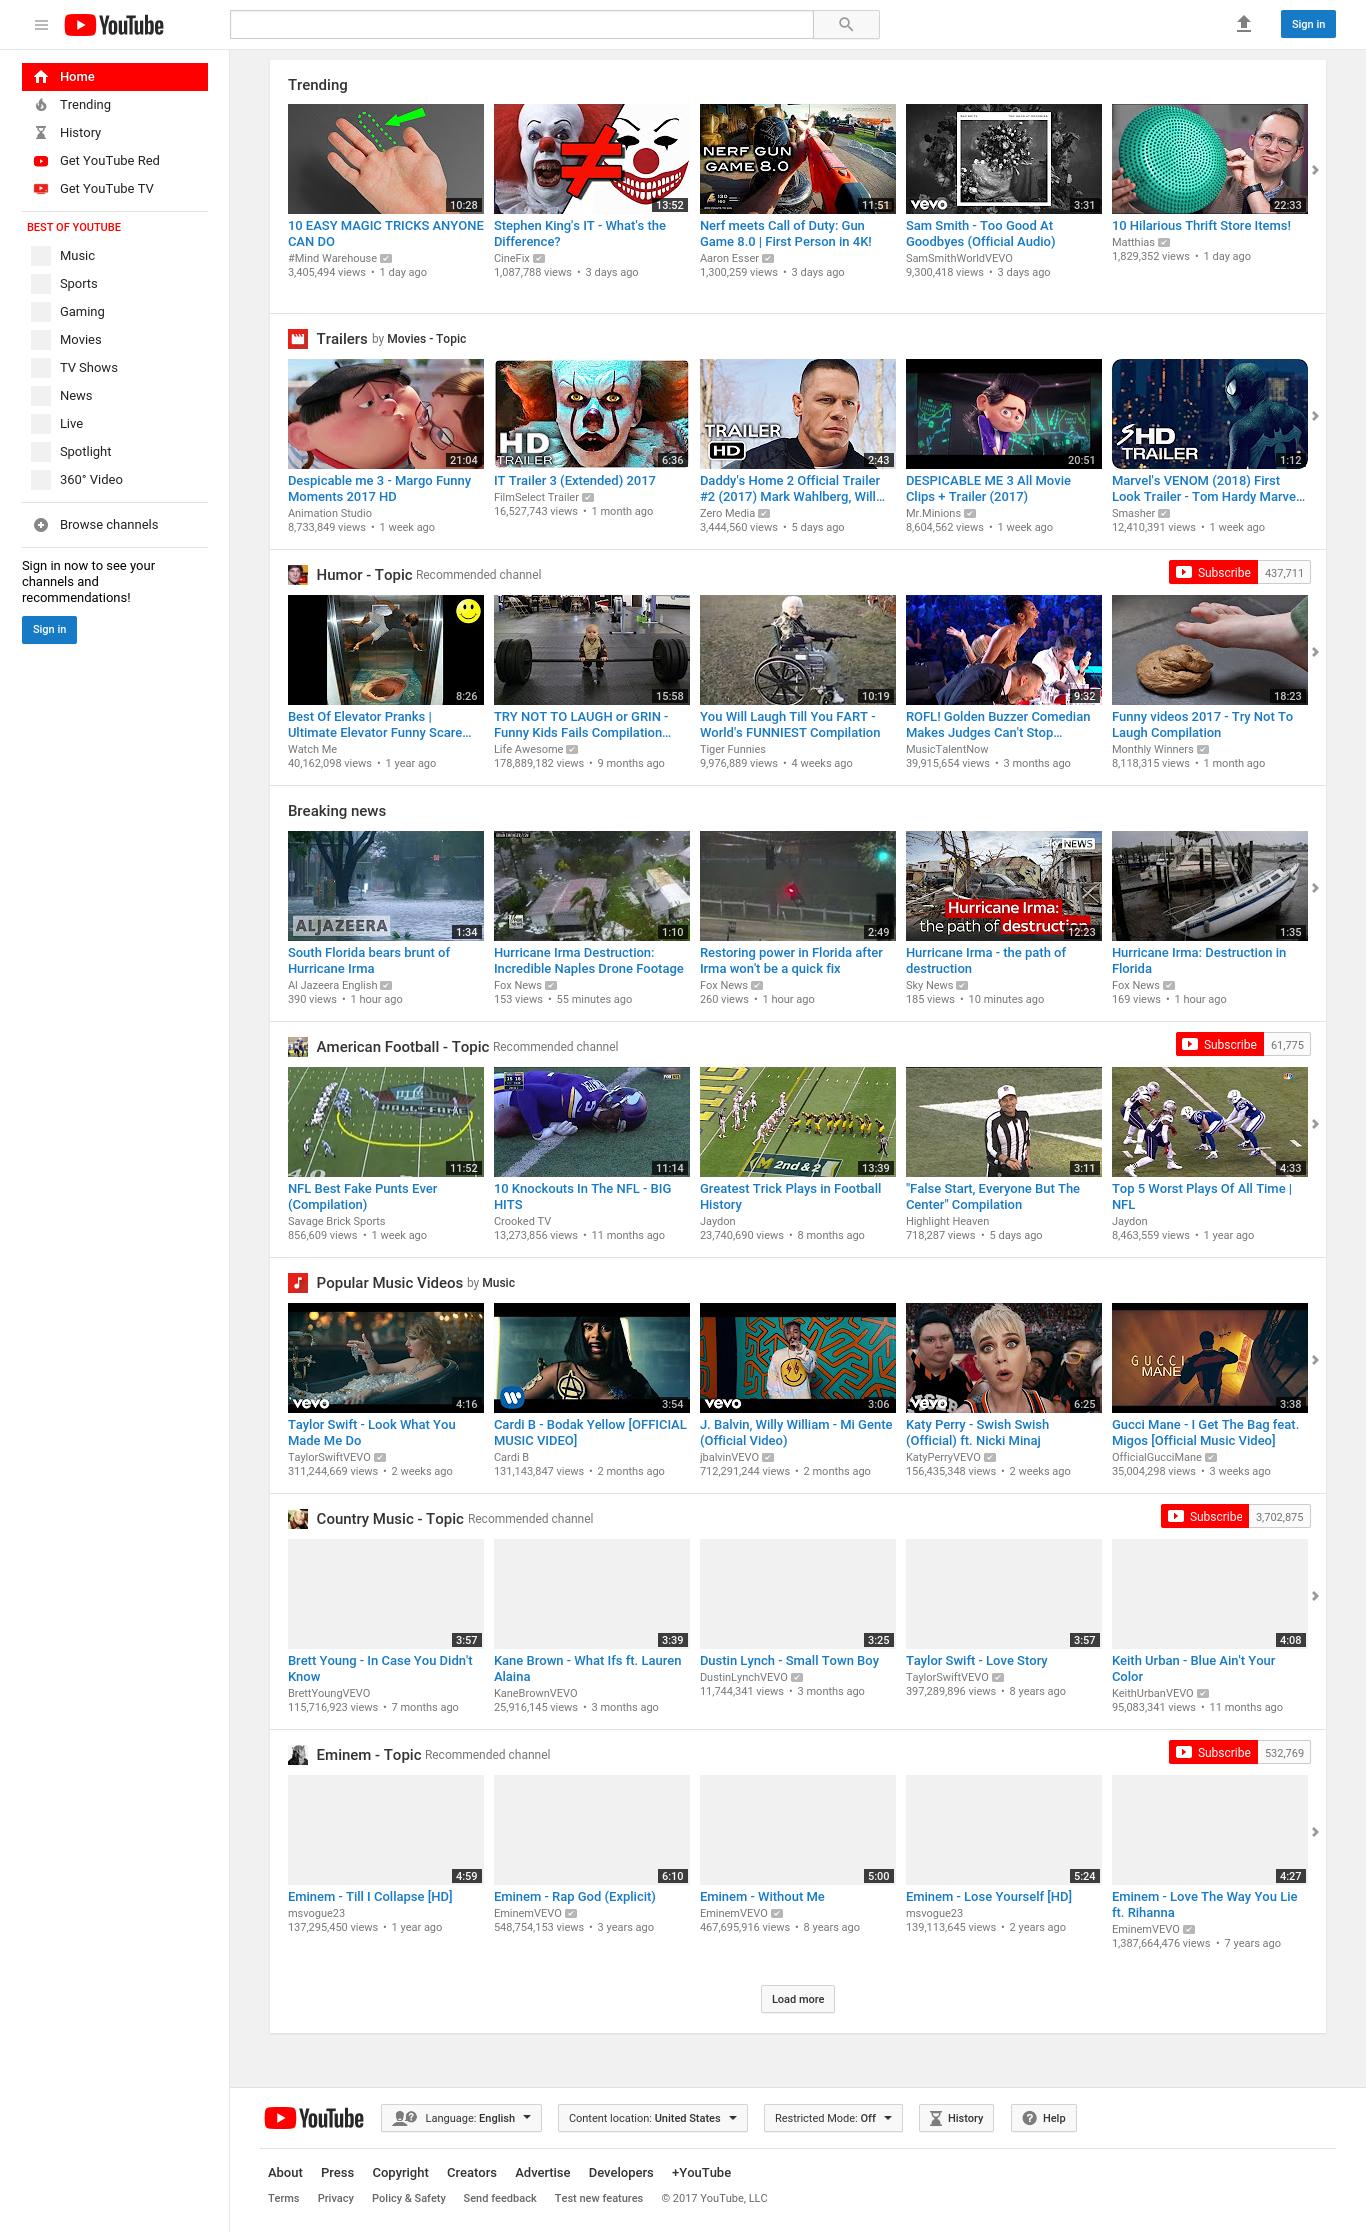 YouTube
Sign in
Home
Trending
History
Get YouTube Red
Get YouTube TV
BEST OF YOUTUBE
Music
Sports
Gaming
Movies
TV Shows
News
Live
Spotlight
360° Video
Browse channels
Sign in now to see your
channels and
recommendations!
Sign in
Trending
10:28
10 EASY MAGIC TRICKS ANYONE
CAN DO
#Mind Warehouse
3,405,494 views • 1 day ago
13:52
Stephen King's IT - What's the
Difference?
CineFix
1,087,788 views • 3 days ago
NERF GUN
GAME 8.0
11:51
Nerf meets Call of Duty: Gun
Game 8.0 | First Person in 4K!
Aaron Esser
1,300,259 views • 3 days ago
vevo
3:31
Sam Smith - Too Good At
Goodbyes (Official Audio)
SamSmithWorldVEVO
9,300,418 views • 3 days ago
22:33
10 Hilarious Thrift Store Items!
Matthias
1,829,352 views • 1 day ago
Trailers by Movies - Topic
21:04
Despicable me 3 - Margo Funny
Moments 2017 HD
Animation Studio
8,733,849 views • 1 week ago
HD
TRAILER
6:36
IT Trailer 3 (Extended) 2017
FilmSelect Trailer
16,527,743 views • 1 month ago
TRAILER
HD
2:43
Daddy's Home 2 Official Trailer
#2 (2017) Mark Wahlberg, Will...
Zero Media
3,444,560 views • 5 days ago
20:51
DESPICABLE ME 3 All Movie
Clips + Trailer (2017)
Mr.Minions
8,604,562 views • 1 week ago
HD
TRAILER
1:12
Marvel's VENOM (2018) First
Look Trailer - Tom Hardy Marve...
Smasher
12,410,391 views • 1 week ago
Humor - Topic Recommended channel
Subscribe 437,711
8:26
Best Of Elevator Pranks |
Ultimate Elevator Funny Scare...
Watch Me
40,162,098 views • 1 year ago
15:58
TRY NOT TO LAUGH or GRIN -
Funny Kids Fails Compilation...
Life Awesome
178,889,182 views • 9 months ago
10:19
You Will Laugh Till You FART -
World's FUNNIEST Compilation
Tiger Funnies
9,976,889 views • 4 weeks ago
9:32
ROFL! Golden Buzzer Comedian
Makes Judges Can't Stop...
MusicTalentNow
39,915,654 views • 3 months ago
18:23
Funny videos 2017 - Try Not To
Laugh Compilation
Monthly Winners
8,118,315 views • 1 month ago
Breaking news
ALJAZEERA
1:34
South Florida bears brunt of
Hurricane Irma
Al Jazeera English
390 views • 1 hour ago
1:10
Hurricane Irma Destruction:
Incredible Naples Drone Footage
Fox News
153 views • 55 minutes ago
2:49
Restoring power in Florida after
Irma won't be a quick fix
Fox News
260 views • 1 hour ago
sky NEWS
Hurricane Irma:
the path of destruction
12:23
Hurricane Irma - the path of
destruction
Sky News
185 views • 10 minutes ago
1:35
Hurricane Irma: Destruction in
Florida
Fox News
169 views • 1 hour ago
American Football - Topic Recommended channel
Subscribe 61,775
HALL OF FAME
11:52
NFL Best Fake Punts Ever
(Compilation)
Savage Brick Sports
856,609 views • 1 week ago
11:14
10 Knockouts In The NFL - BIG
HITS
Crooked TV
13,273,856 views • 11 months ago
M 2nd & 2
13:39
Greatest Trick Plays in Football
History
Jaydon
23,740,690 views • 8 months ago
3:11
"False Start, Everyone But The
Center" Compilation
Highlight Heaven
718,287 views • 5 days ago
4:33
Top 5 Worst Plays Of All Time |
NFL
Jaydon
8,463,559 views • 1 year ago
Popular Music Videos by Music
vevo
4:16
Taylor Swift - Look What You
Made Me Do
TaylorSwiftVEVO
311,244,669 views • 2 weeks ago
3:54
Cardi B - Bodak Yellow [OFFICIAL
MUSIC VIDEO]
Cardi B
131,143,847 views • 2 months ago
vevo
3:06
J. Balvin, Willy William - Mi Gente
(Official Video)
jbalvinVEVO
712,291,244 views • 2 months ago
vevo
6:25
Katy Perry - Swish Swish
(Official) ft. Nicki Minaj
KatyPerryVEVO
156,435,348 views • 2 weeks ago
GUCCI
MANE
3:38
Gucci Mane - I Get The Bag feat.
Migos [Official Music Video]
OfficialGucciMane
35,004,298 views • 3 weeks ago
Country Music - Topic Recommended channel
Subscribe 3,702,875
3:57
Brett Young - In Case You Didn't
Know
BrettYoungVEVO
115,716,923 views • 7 months ago
3:39
Kane Brown - What Ifs ft. Lauren
Alaina
KaneBrownVEVO
25,916,145 views • 3 months ago
3:25
Dustin Lynch - Small Town Boy
DustinLynchVEVO
11,744,341 views • 3 months ago
3:57
Taylor Swift - Love Story
TaylorSwiftVEVO
397,289,896 views • 8 years ago
4:08
Keith Urban - Blue Ain't Your
Color
KeithUrbanVEVO
95,083,341 views • 11 months ago
Eminem - Topic Recommended channel
Subscribe 532,769
4:59
Eminem - Till I Collapse [HD]
msvogue23
137,295,450 views • 1 year ago
6:10
Eminem - Rap God (Explicit)
EminemVEVO
548,754,153 views • 3 years ago
5:00
Eminem - Without Me
EminemVEVO
467,695,916 views • 8 years ago
5:24
Eminem - Lose Yourself [HD]
msvogue23
139,113,645 views • 2 years ago
4:27
Eminem - Love The Way You Lie
ft. Rihanna
EminemVEVO
1,387,664,476 views • 7 years ago
Load more
YouTube
Language: English
Content location: United States
Restricted Mode: Off
History
Help
About Press Copyright Creators Advertise Developers +YouTube
Terms Privacy Policy & Safety Send feedback Test new features © 2017 YouTube, LLC